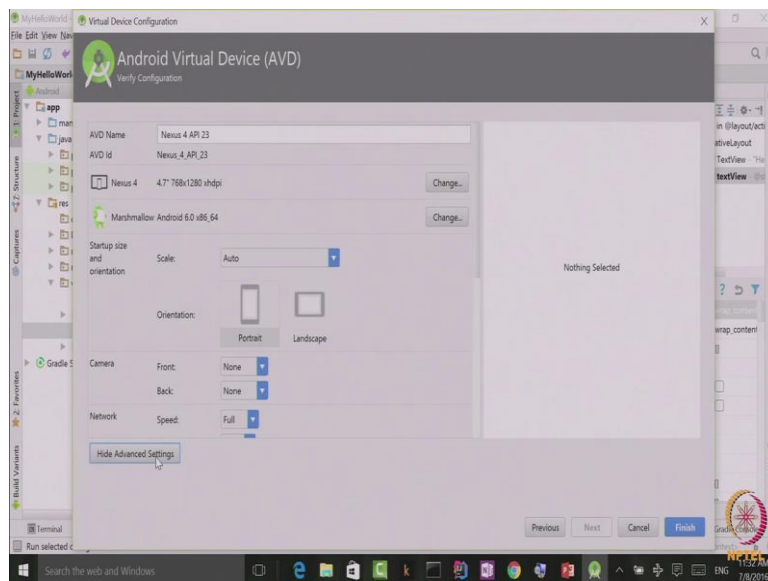 MyHelloWorld
Virtual Device Configuration
File Edit View Nav
MyHelloWorl
Android Virtual Device (AVD)
Verify Configuration
Android
app
man
java
res
Gradle S
1: Project
7: Structure
Captures
2: Favorites
Build Variants
AVD Name Nexus 4 API 23
AVD Id Nexus_4_API_23
Nexus 4 4.7" 768x1280 xhdpi Change...
Marshmallow Android 6.0 x86_64 Change...
Startup size
and
orientation
Scale: Auto
Orientation:
Portrait Landscape
Camera Front: None
Back: None
Network Speed: Full
Hide Advanced Settings
Nothing Selected
in @layout/acti
ativeLayout
TextView - "He
textView
wrap_content
wrap_content
Previous Next Cancel Finish
Terminal
Run selected c
Search the web and Windows
ENG
11:32 AM
7/8/201
NPTEL